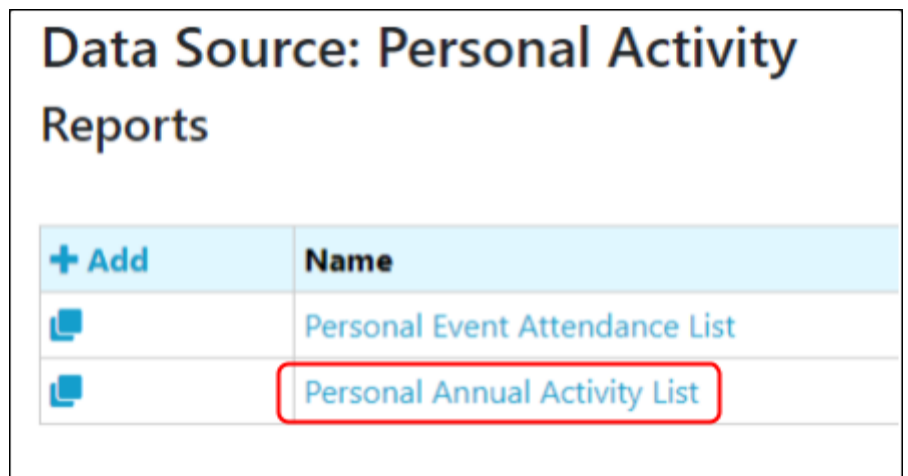 Data Source: Personal Activity
Reports
Add Name
Personal Event Attendance List
Personal Annual Activity List